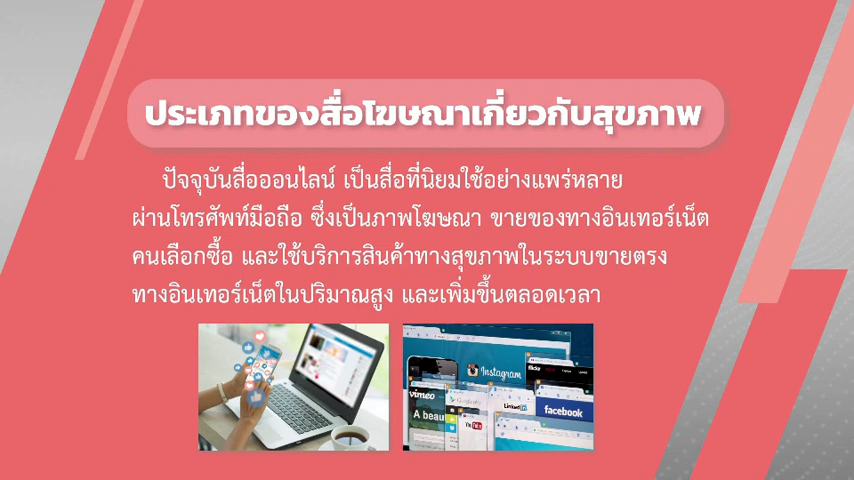 ประเภทของสื่อโฆษณาเกี่ยวกับสุขภาพ
ปัจจุบันสื่อออนไลน์ เป็นสื่อที่นิยมใช้อย่างแพร่หลาย
ผ่านโทรศัพท์มือถือ ซึ่งเป็นภาพโฆษณา ขายของทางอินเทอร์เน็ต
คนเลือกซื้อ และใช้บริการสินค้าทางสุขภาพในระบบขายตรง
ทางอินเทอร์เน็ตในปริมาณสูง และเพิ่มขึ้นตลอดเวลา
Instagram
flickr
vimeo
LinkedIn
facebook
A beau
You Tube